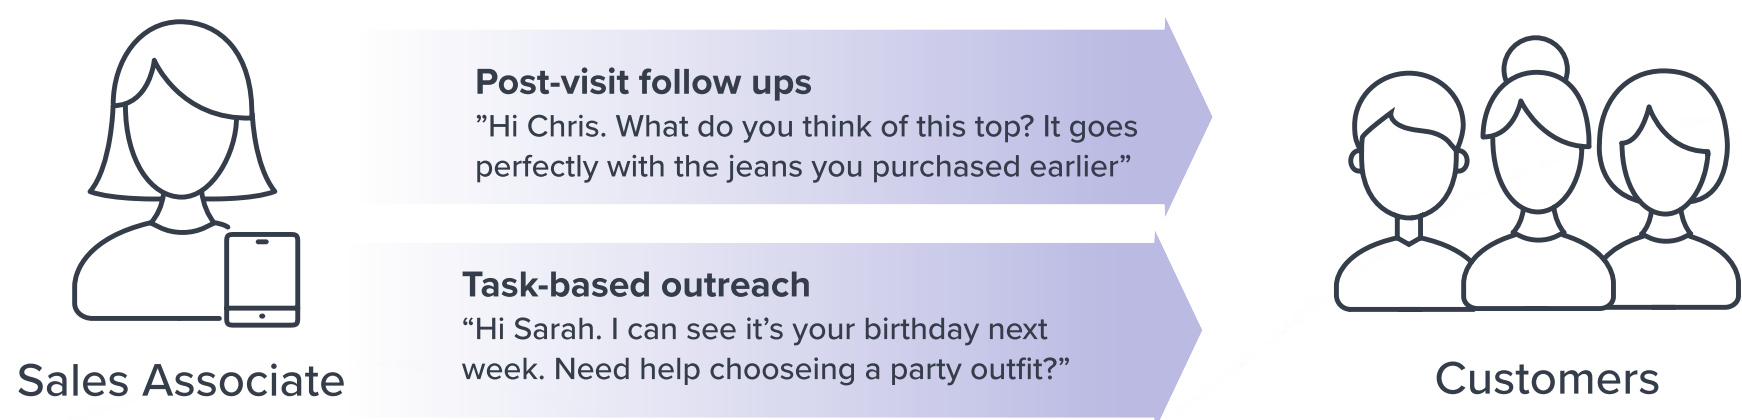 Post-visit follow ups
”Hi Chris. What do you think of this top? It goes
perfectly with the jeans you purchased earlier”
Task-based outreach
“Hi Sarah. I can see it’s your birthday next
week. Need help chooseing a party outfit?”
Sales Associate
Customers